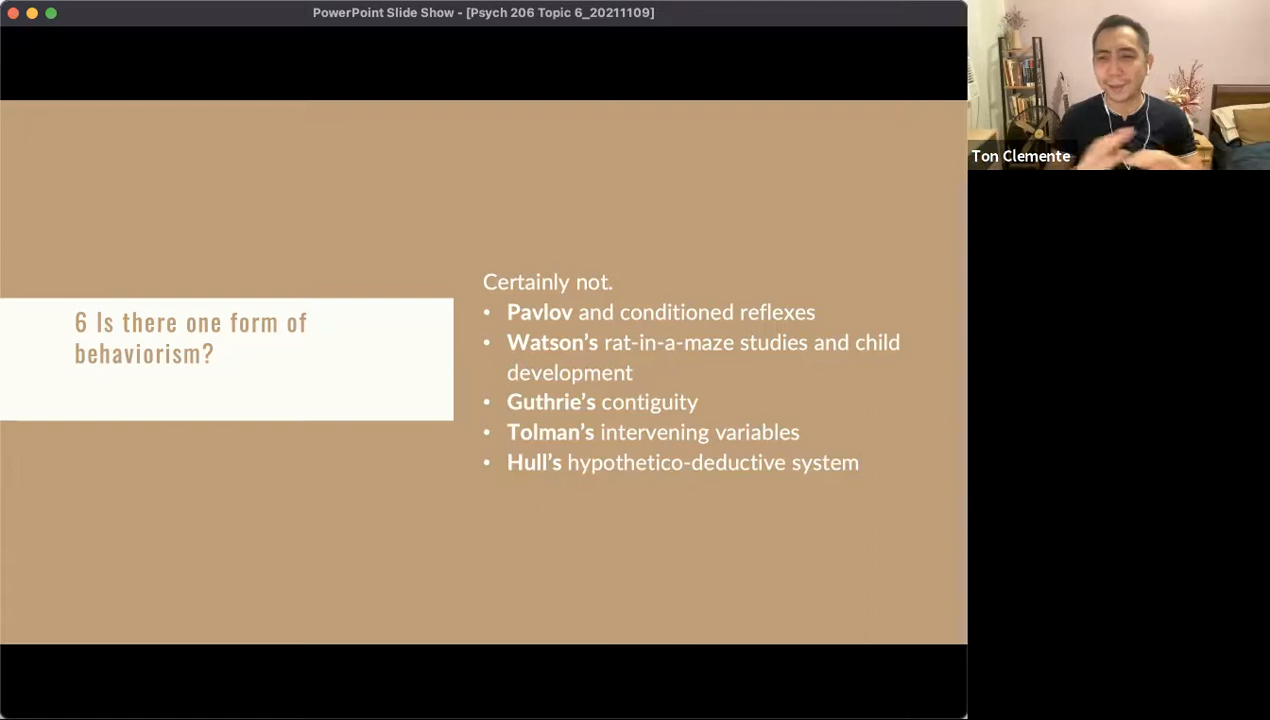 PowerPoint Slide Show - [Psych 206 Topic 6_20211109]
Ton Clemente
6 Is there one form of
behaviorism?
Certainly not.
• Pavlov and conditioned reflexes
• Watson's rat-in-a-maze studies and child
development
• Guthrie's contiguity
• Tolman's intervening variables
• Hull's hypothetico-deductive system